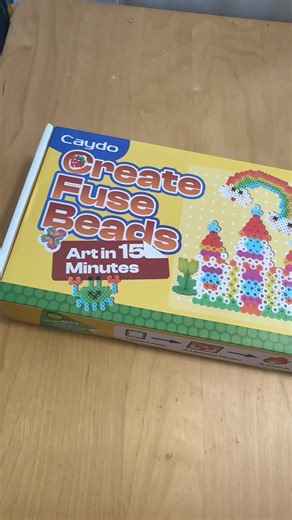 Caydo
Create
Fuse
Beads
Art in 15
Minutes